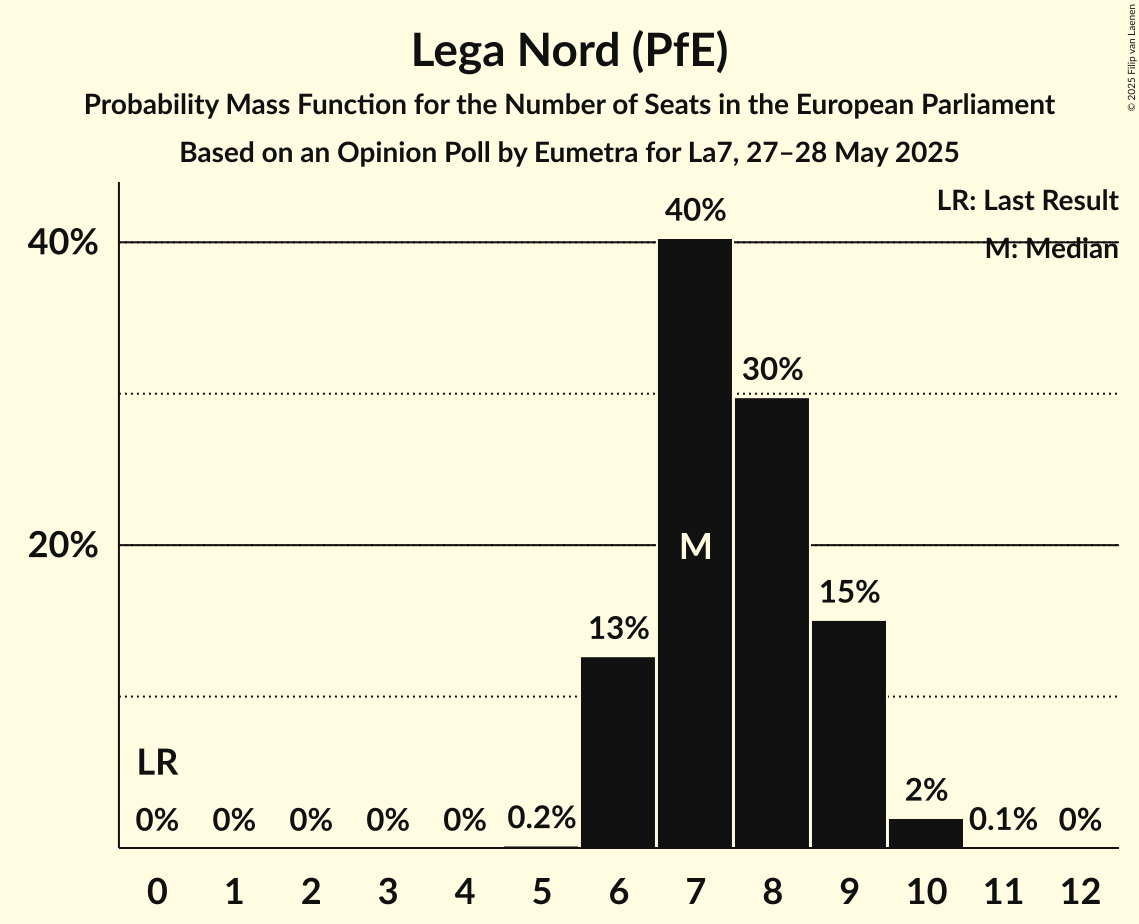 © 2025 Filip van Laenen
Lega Nord (PfE)
Probability Mass Function for the Number of Seats in the European Parliament
Based on an Opinion Poll by Eumetra for La7, 27–28 May 2025
LR: Last Result
M: Median
40%
20%
40%
30%
M
15%
13%
LR
0% 0% 0% 0% 0% 0.2% 2% 0.1% 0%
0 1 2 3 4 5 6 7 8 9 10 11 12